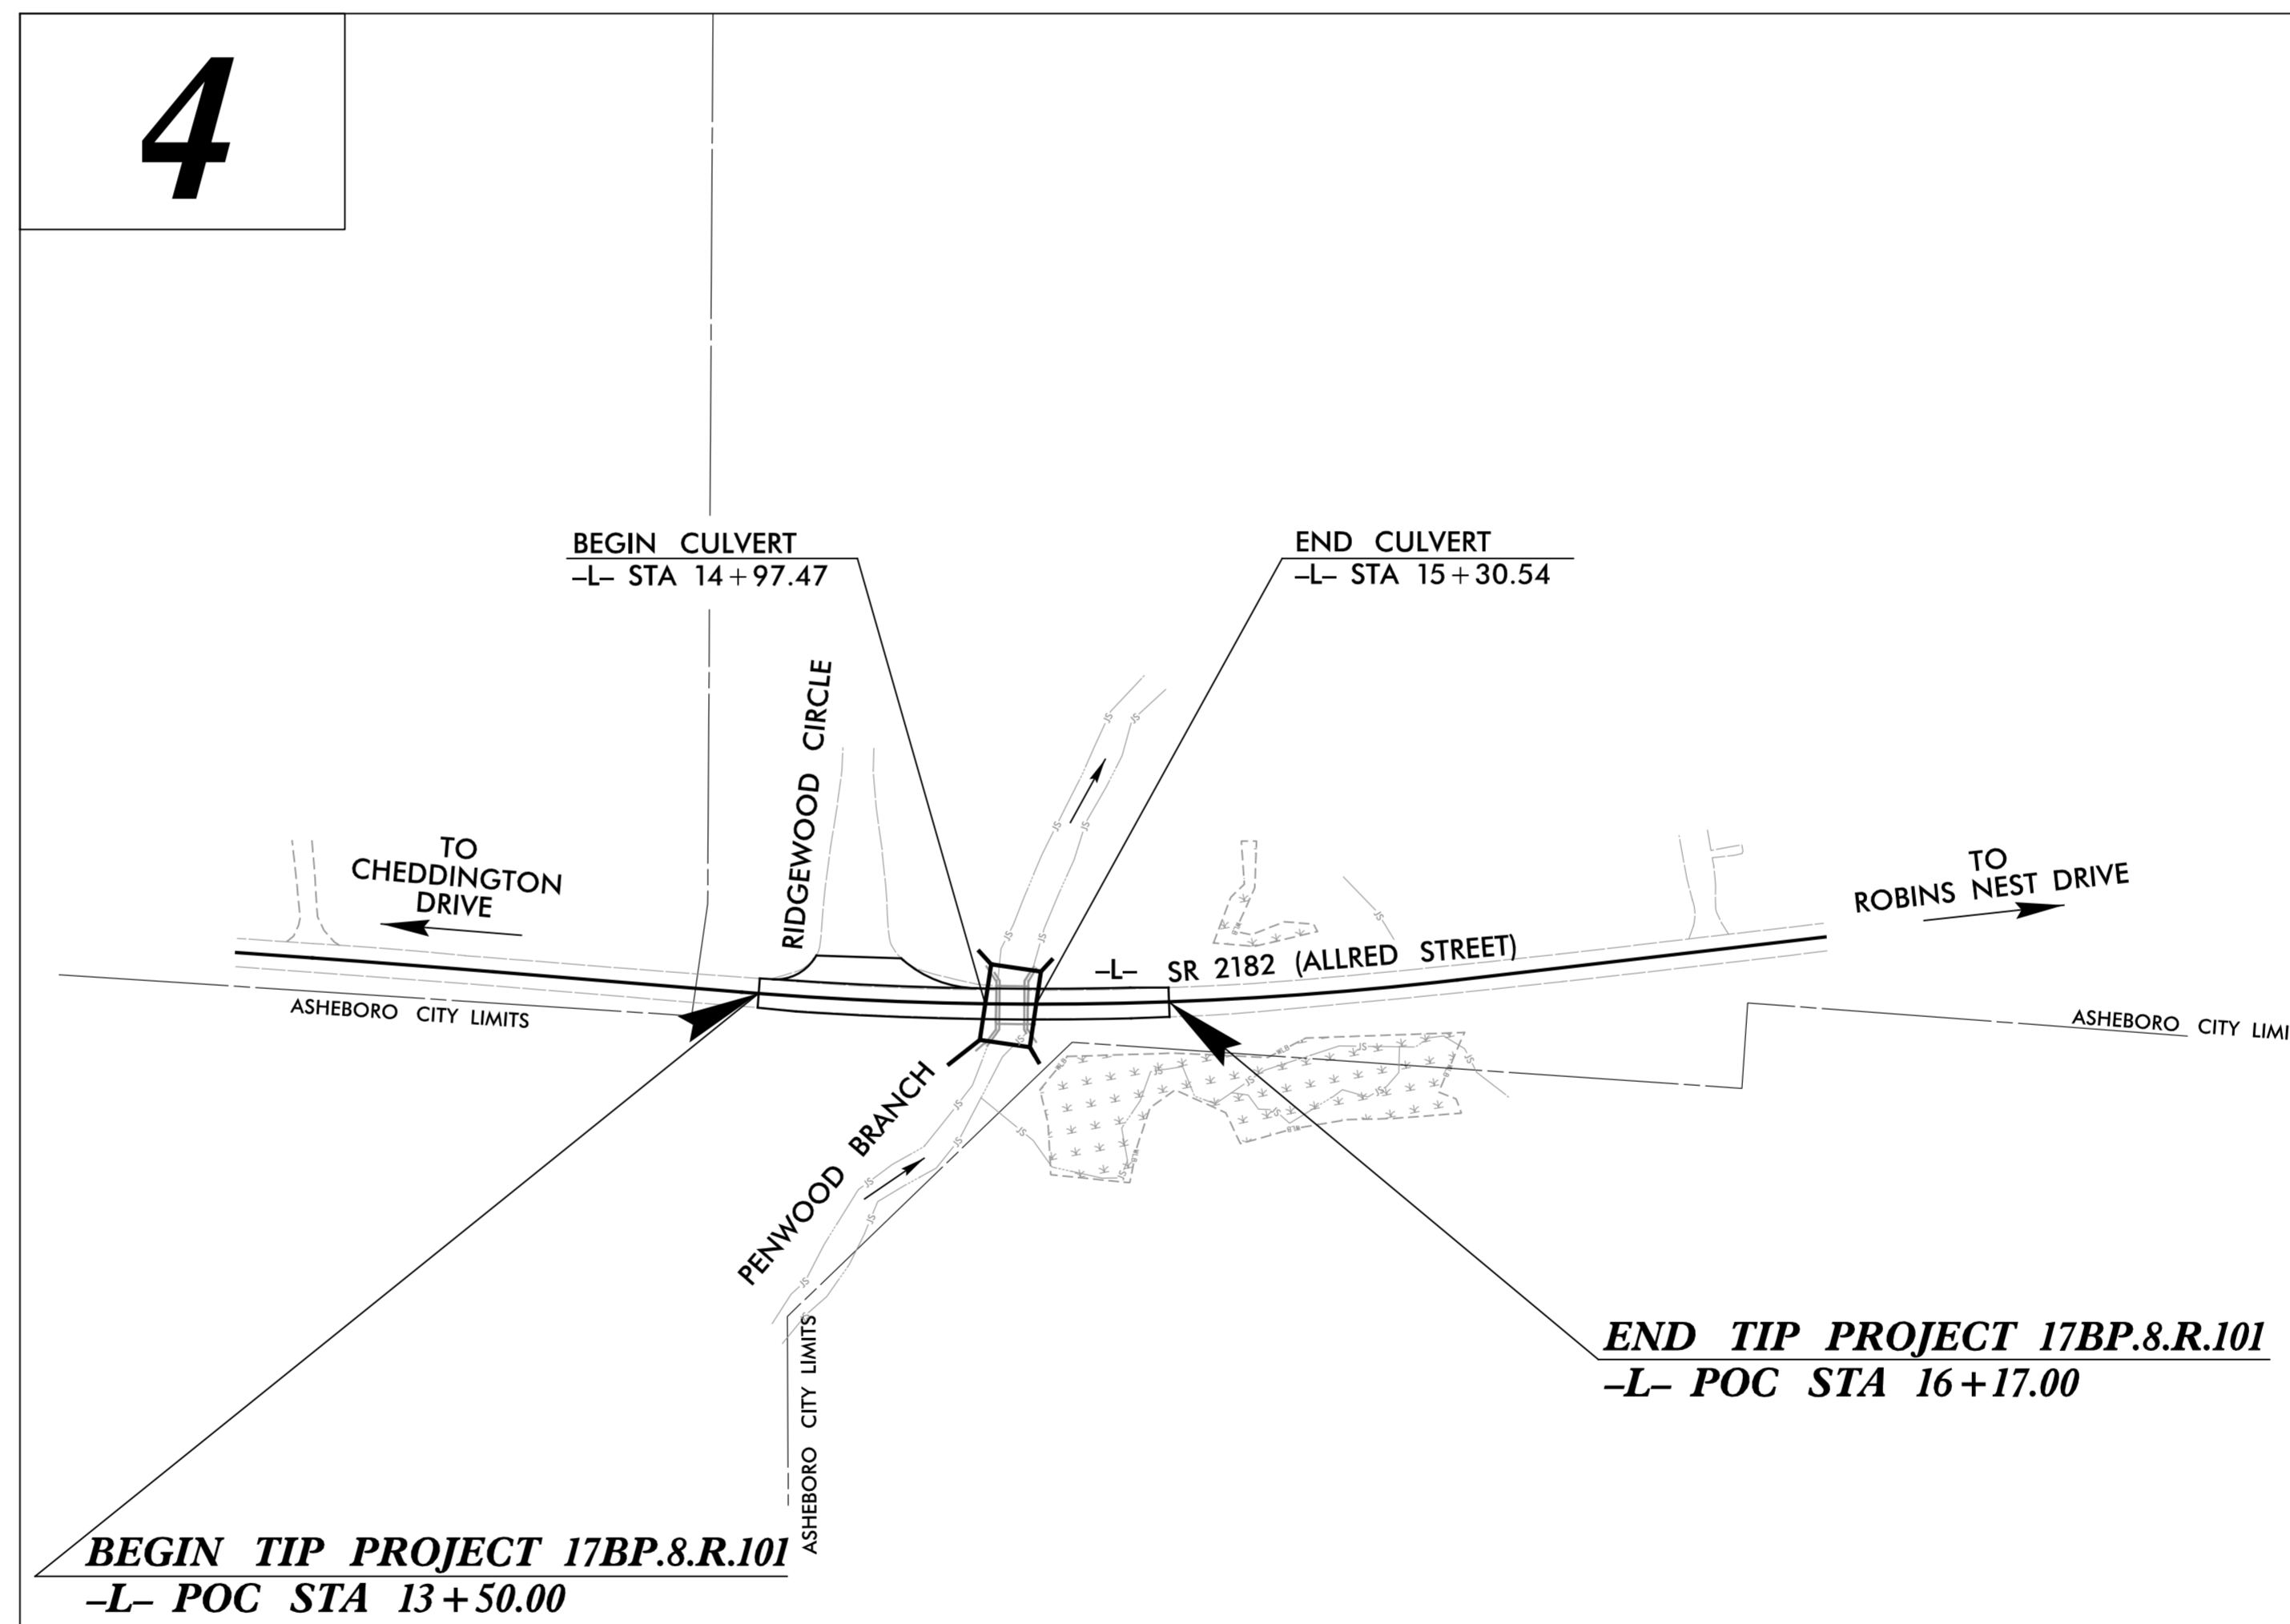 4
BEGIN CULVERT
-L- STA 14+97.47
END CULVERT
-L- STA 15+30.54
RIDGEWOOD CIRCLE
TO
CHEDDINGTON
DRIVE
TO
ROBINS NEST DRIVE
-L- SR 2182 (ALLRED STREET)
ASHEBORO CITY LIMITS
ASHEBORO CITY LIMI
PENWOOD BRANCH
ASHEBORO CITY LIMITS
END TIP PROJECT 17BP.8.R.101
-L- POC STA 16+17.00
BEGIN TIP PROJECT 17BP.8.R.101
-L- POC STA 13+50.00